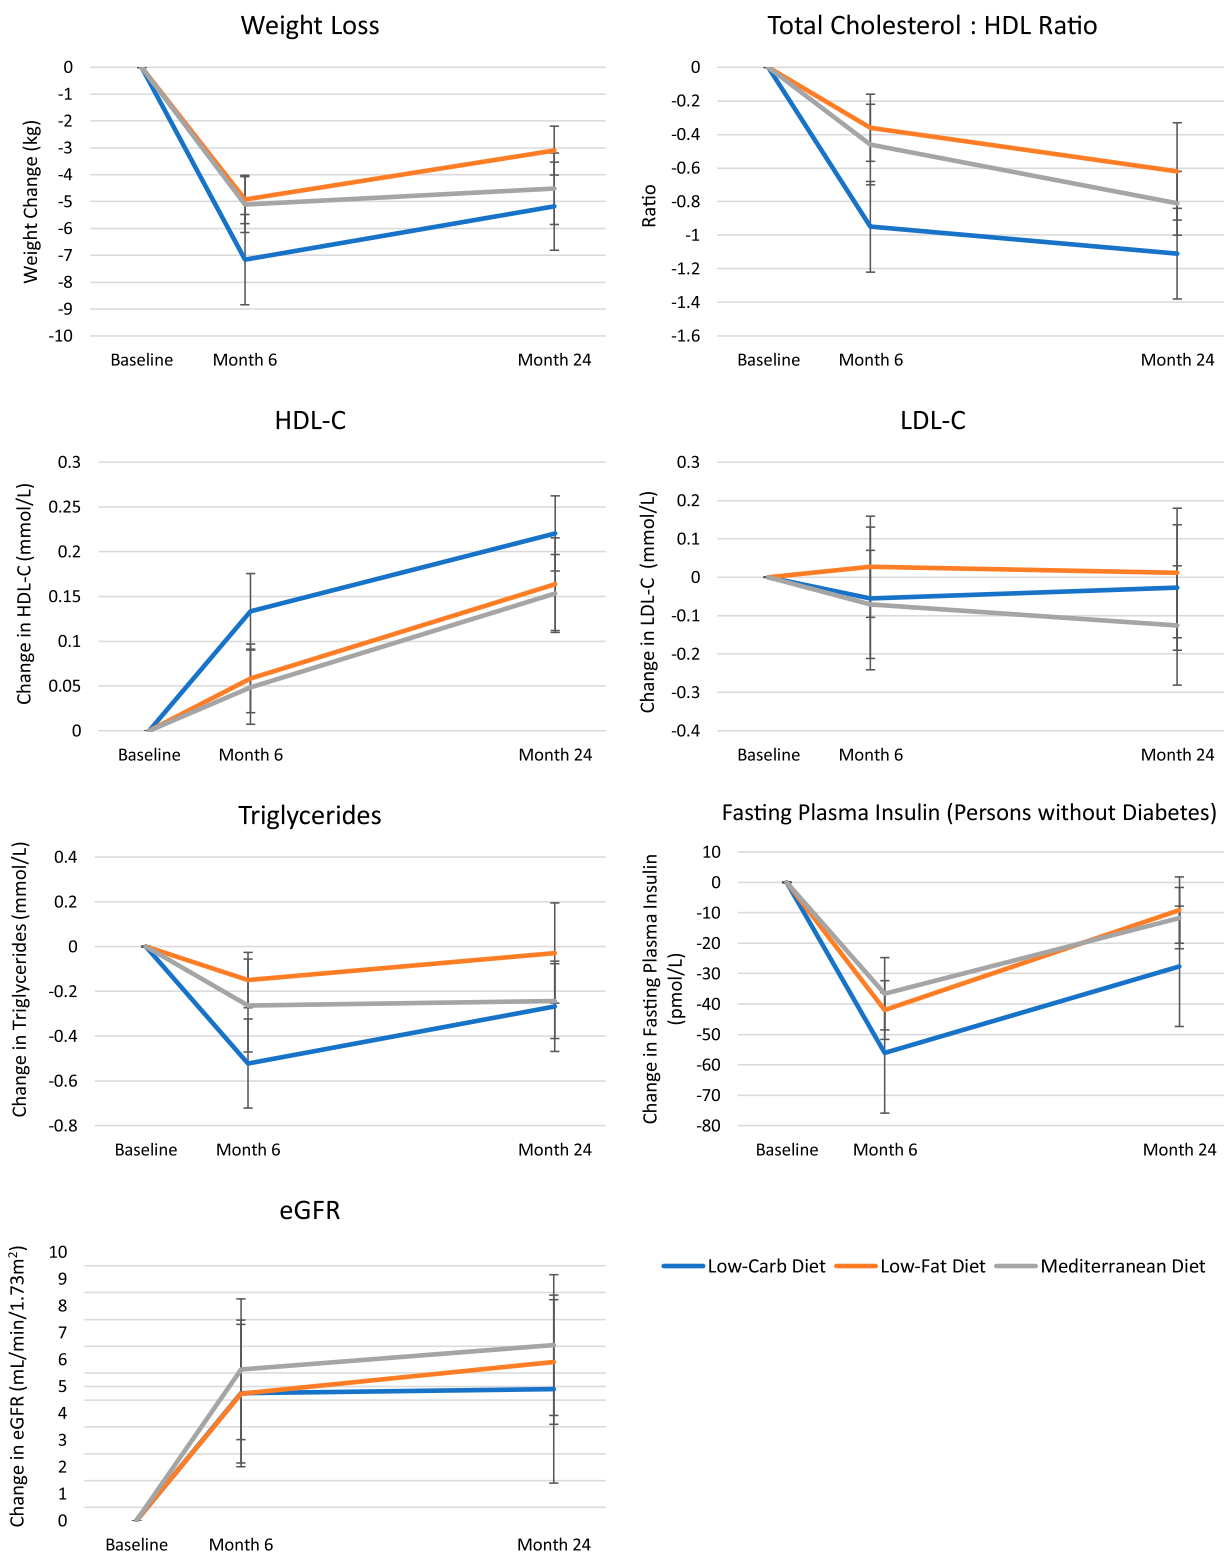 Weight Loss
Weight Change (kg)
0
-1
-2
-3
-4
-5
-6
-7
-8
-9
-10
Baseline Month 6 Month 24
Total Cholesterol : HDL Ratio
Ratio
0
-0.2
-0.4
-0.6
-0.8
-1
-1.2
-1.4
-1.6
Baseline Month 6 Month 24
HDL-C
Change in HDL-C (mmol/L)
0.3
0.25
0.2
0.15
0.1
0.05
0
Baseline Month 6 Month 24
LDL-C
Change in LDL-C (mmol/L)
0.3
0.2
0.1
0
-0.1
-0.2
-0.3
-0.4
Baseline Month 6 Month 24
Triglycerides
Change in Triglycerides (mmol/L)
0.4
0.2
0
-0.2
-0.4
-0.6
-0.8
Baseline Month 6 Month 24
Fasting Plasma Insulin (Persons without Diabetes)
Change in Fasting Plasma Insulin
(pmol/L)
10
0
-10
-20
-30
-40
-50
-60
-70
-80
Baseline Month 6 Month 24
eGFR
Change in eGFR (mL/min/1.73m²)
10
9
8
7
6
5
4
3
2
1
0
Baseline Month 6 Month 24
Low-Carb Diet Low-Fat Diet Mediterranean Diet